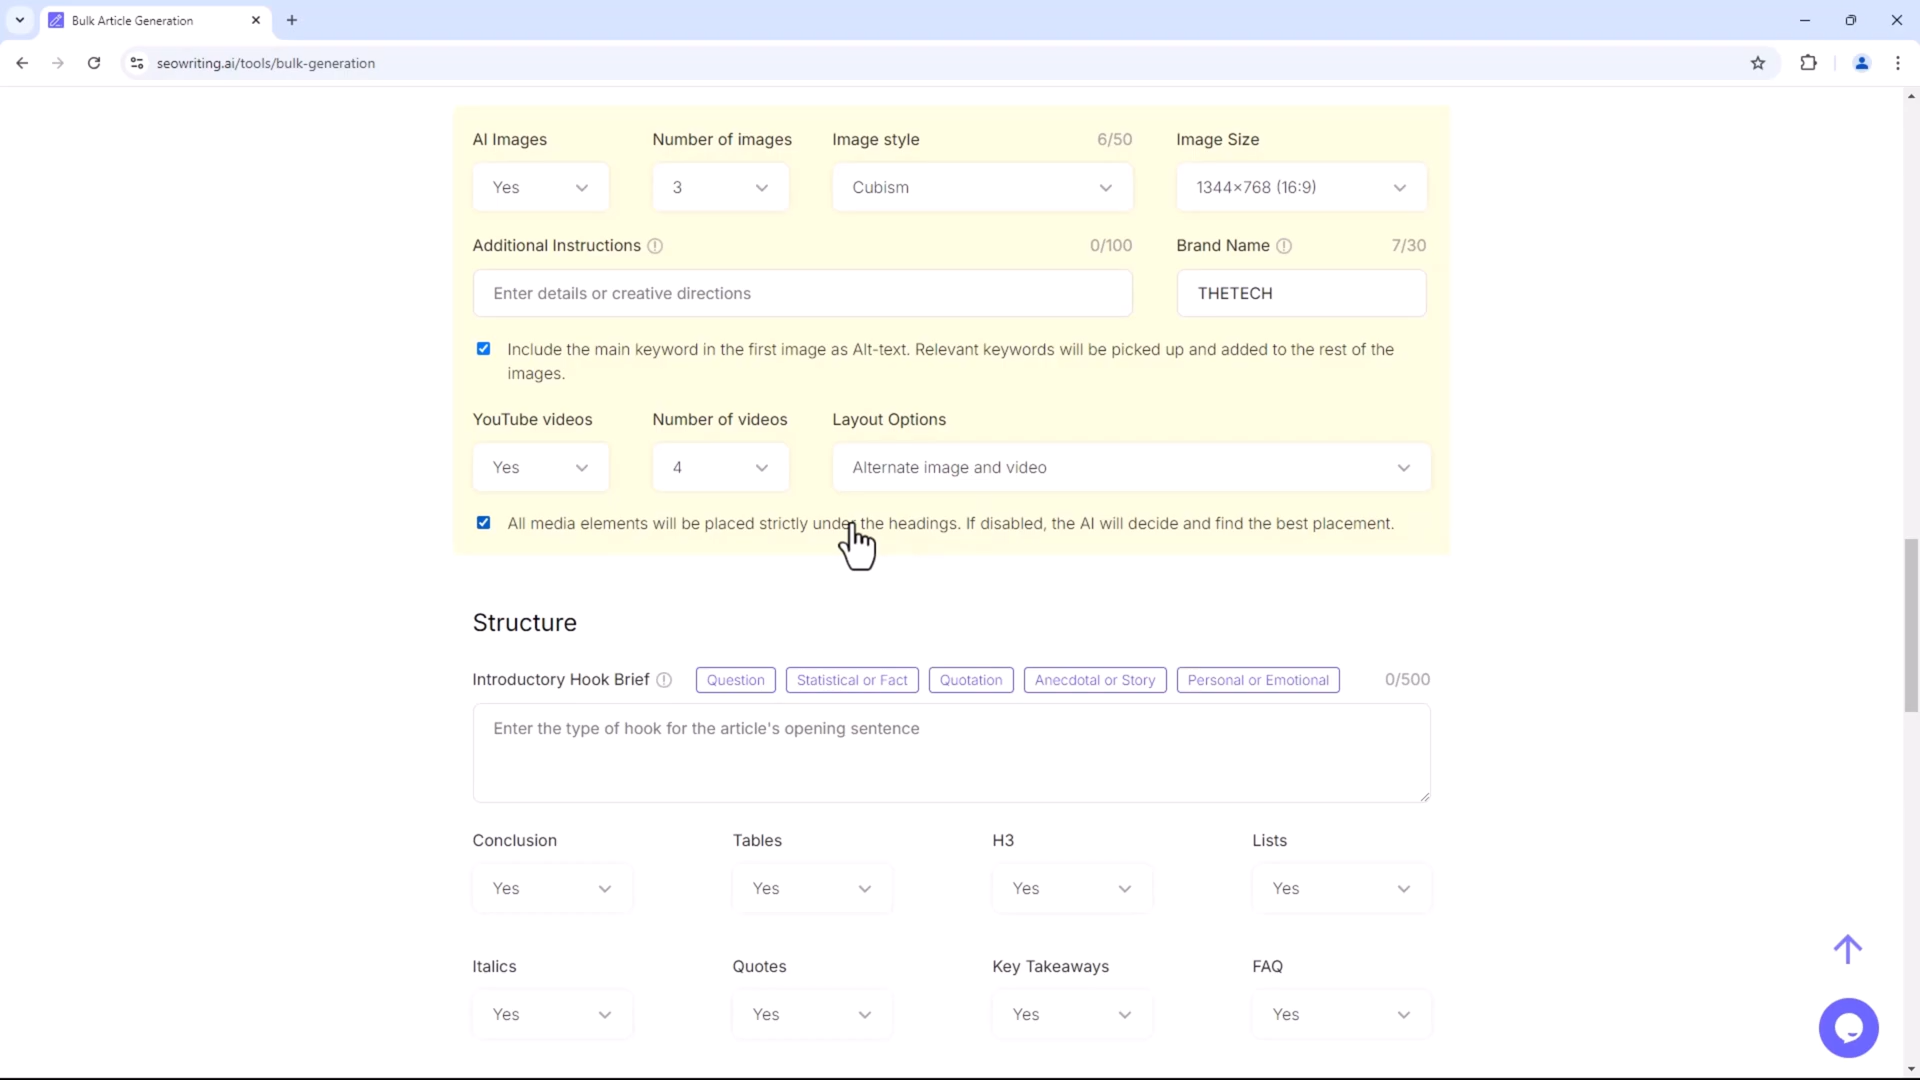 Bulk Article Generation
seowriting.ai/tools/bulk-generation
AI Images
Number of images
Image style
6/50
Image Size
Yes
3
Cubism
1344×768 (16:9)
Additional Instructions
0/100
Brand Name
7/30
Enter details or creative directions
THETECH
Include the main keyword in the first image as Alt-text. Relevant keywords will be picked up and added to the rest of the
images.
YouTube videos
Number of videos
Layout Options
Yes
4
Alternate image and video
All media elements will be placed strictly under the headings. If disabled, the AI will decide and find the best placement.
Structure
Introductory Hook Brief
Question
Statistical or Fact
Quotation
Anecdotal or Story
Personal or Emotional
0/500
Enter the type of hook for the article's opening sentence
Conclusion
Tables
H3
Lists
Yes
Yes
Yes
Yes
Italics
Quotes
Key Takeaways
FAQ
Yes
Yes
Yes
Yes